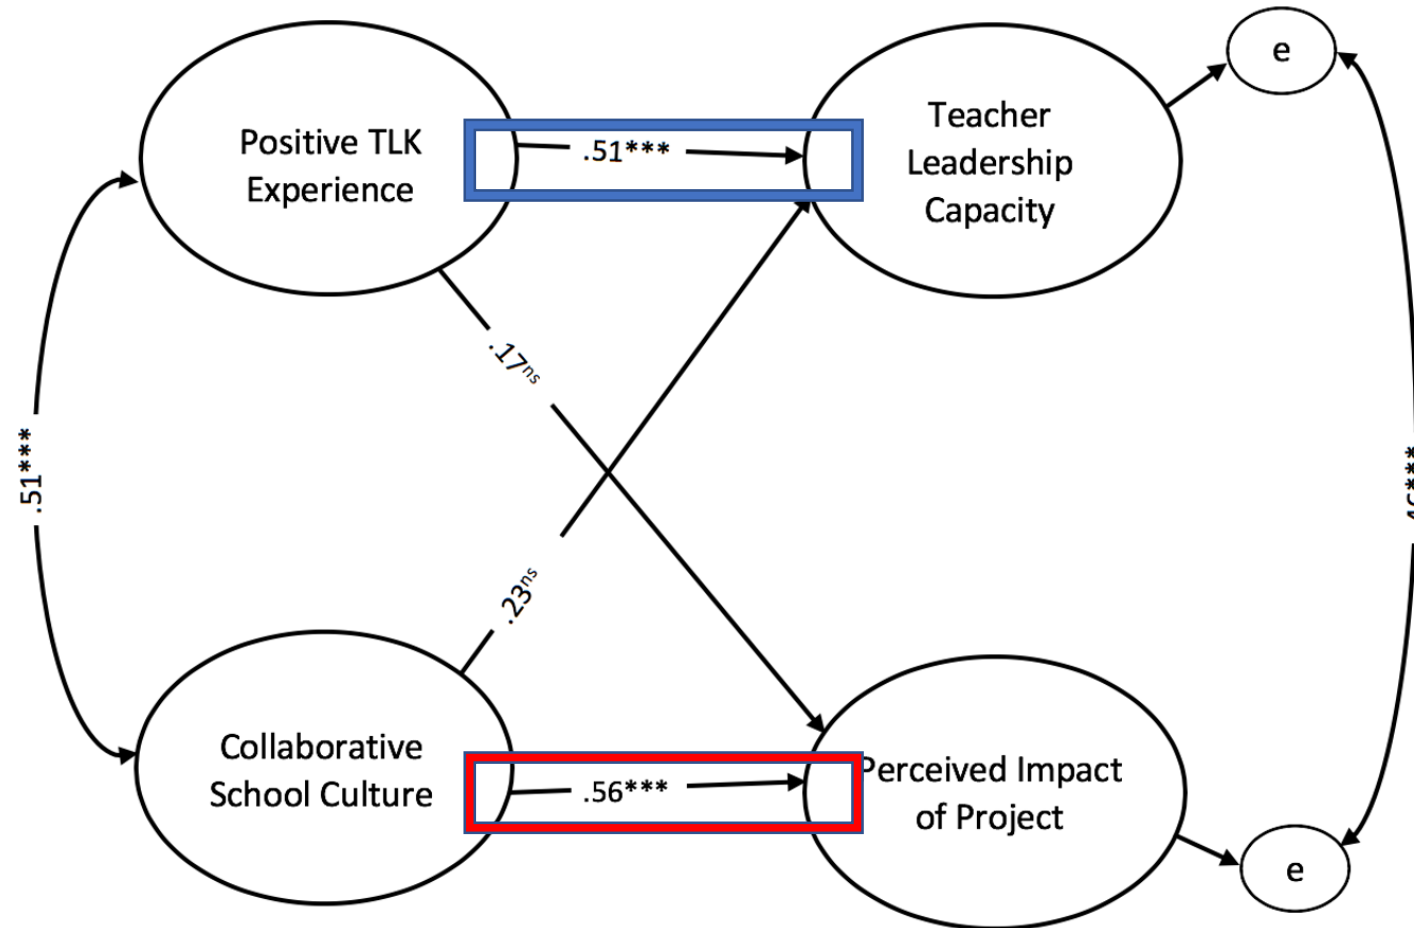 e
Positive TLK
Experience
.51***
Teacher
Leadership
Capacity
.17ns
.51***
.23ns
Collaborative
School Culture
.56***
Perceived Impact
of Project
e